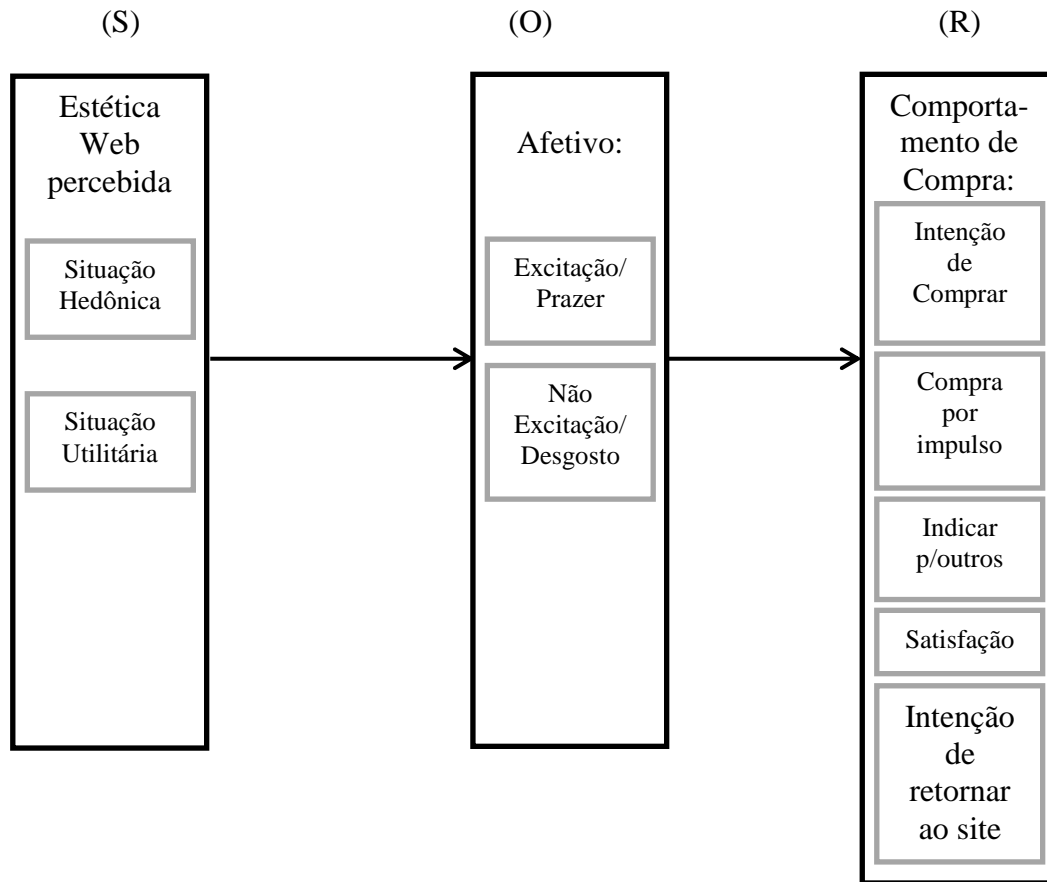 (S)
(O)
(R)
Estética
Web
percebida
Situação
Hedônica
Situação
Utilitária
Afetivo:
Excitação/
Prazer
Não
Excitação/
Desgosto
Comporta-
mento de
Compra:
Intenção
de
Comprar
Compra
por
impulso
Indicar
p/outros
Satisfação
Intenção
de
retornar
ao site